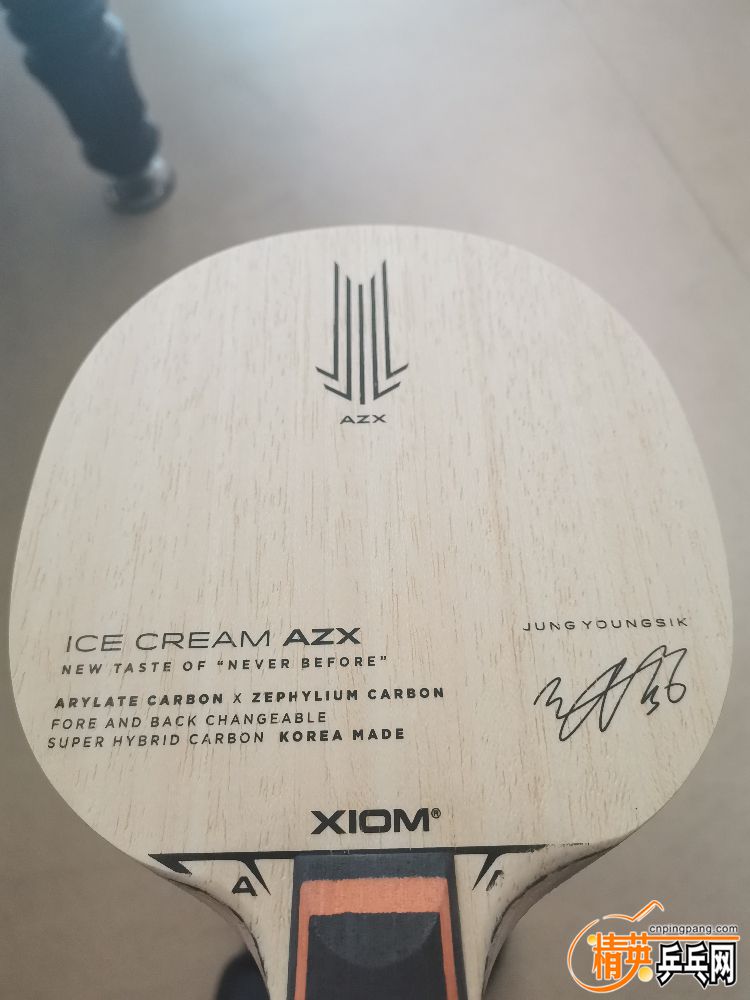 AZX
ICE CREAM AZX
NEW TASTE OF "NEVER BEFORE"
ARYLATE CARBON X ZEPHYLIUM CARBON
FORE AND BACK CHANGEABLE
SUPER HYBRID CARBON KOREA MADE
JUNG YOUNGSIK
XIOM®
A
cnpingpang.com
精英乒乓网